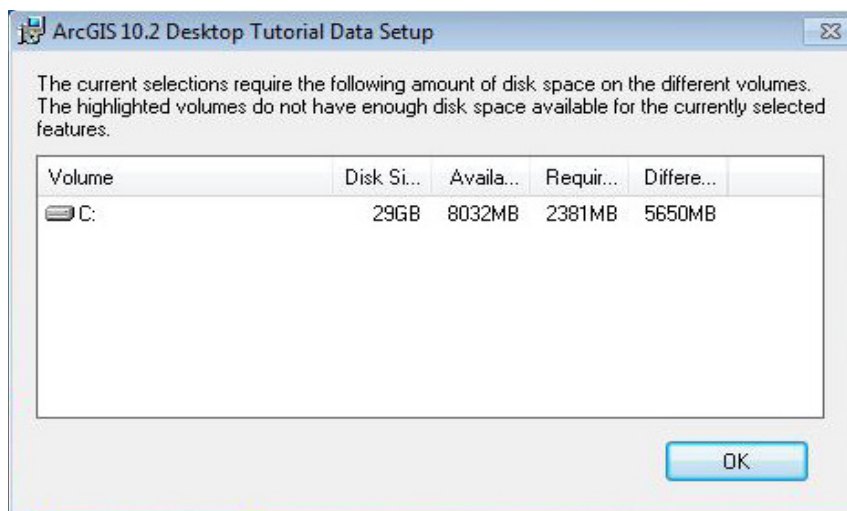 ArcGIS 10.2 Desktop Tutorial Data Setup
The current selections require the following amount of disk space on the different volumes.
The highlighted volumes do not have enough disk space available for the currently selected
features.
Volume Disk Si... Availa... Requir... Differe...
C: 29GB 8032MB 2381MB 5650MB
OK